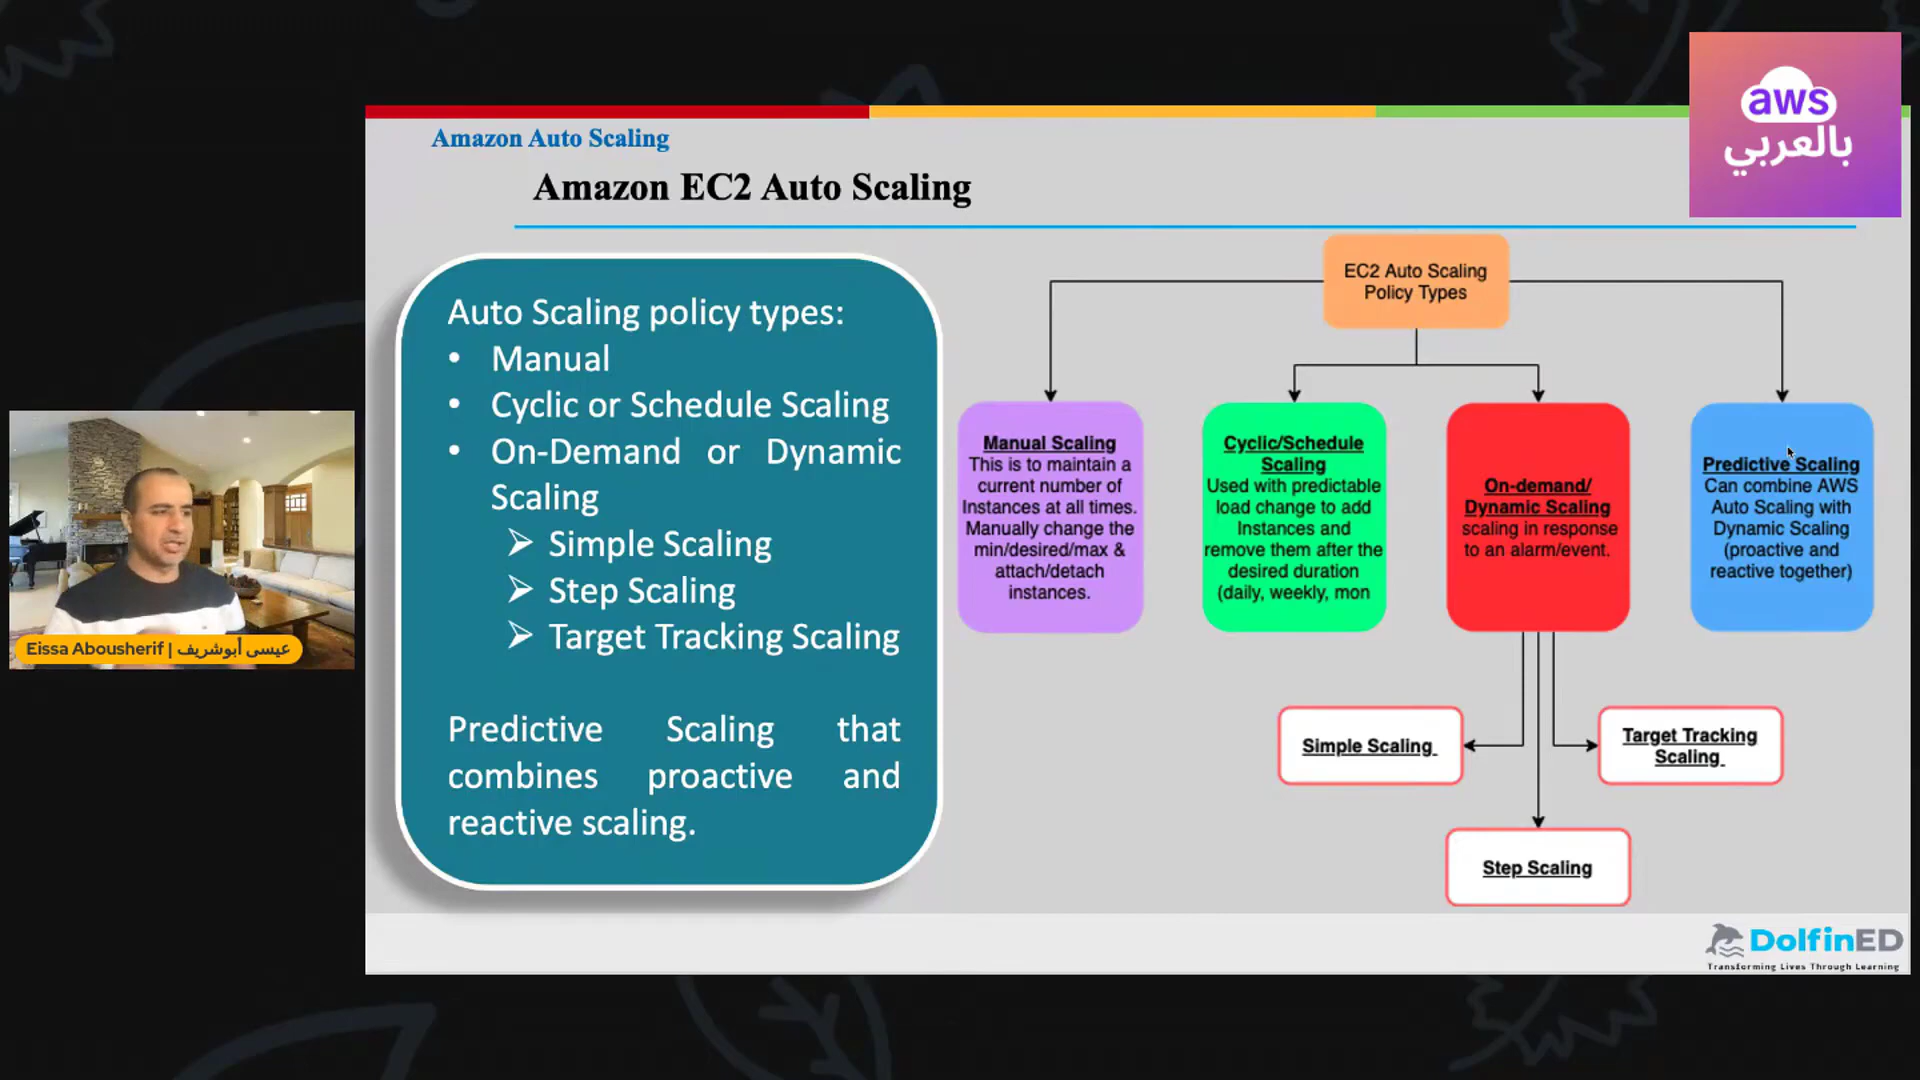 aws
بالعربي
Amazon Auto Scaling
Amazon EC2 Auto Scaling
Auto Scaling policy types:
• Manual
• Cyclic or Schedule Scaling
• On-Demand or Dynamic
Scaling
➢ Simple Scaling
➢ Step Scaling
➢ Target Tracking Scaling
Predictive Scaling that
combines proactive and
reactive scaling.
EC2 Auto Scaling
Policy Types
Manual Scaling
This is to maintain a
current number of
Instances at all times.
Manually change the
min/desired/max &
attach/detach
instances.
Cyclic/Schedule
Scaling
Used with predictable
load change to add
Instances and
remove them after the
desired duration
(daily, weekly, mon
On-demand/
Dynamic Scaling
scaling in response
to an alarm/event.
Predictive Scaling
Can combine AWS
Auto Scaling with
Dynamic Scaling
(proactive and
reactive together)
Simple Scaling
Target Tracking
Scaling
Step Scaling
Eissa Abousherif | عيسى أبوشريف
DolfinED
Transforming Lives Through Learning